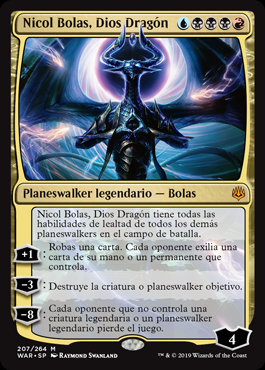 Nicol Bolas, Dios Dragón
Planeswalker legendario — Bolas
Nicol Bolas, Dios Dragón tiene todas las
habilidades de lealtad de todos los demás
planeswalkers en el campo de batalla.
+1: Robas una carta. Cada oponente exilia una
carta de su mano o un permanente que
controla.
-3: Destruye la criatura o planeswalker objetivo.
-8: Cada oponente que no controla una
criatura legendaria o un planeswalker
legendario pierde el juego.
4
207/264 M
WAR • SP RAYMOND SWANLAND
™ & © 2019 Wizards of the Coast